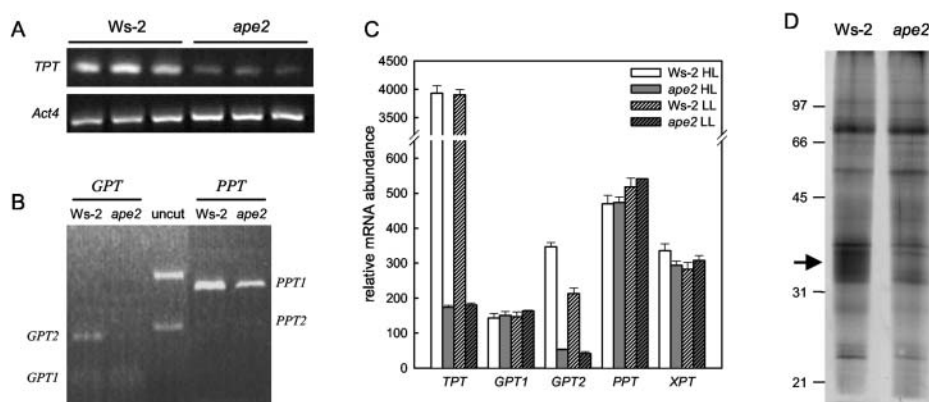 A
Ws-2 ape2
TPT
Act4
B
GPT PPT
Ws-2 ape2 uncut Ws-2 ape2
PPT1
PPT2
GPT2
GPT1
C
relative mRNA abundance
4500
4000
3500
600
500
400
300
200
100
0
Ws-2 HL
ape2 HL
Ws-2 LL
ape2 LL
TPT GPT1 GPT2 PPT XPT
D
Ws-2 ape2
97
66
45
31
21